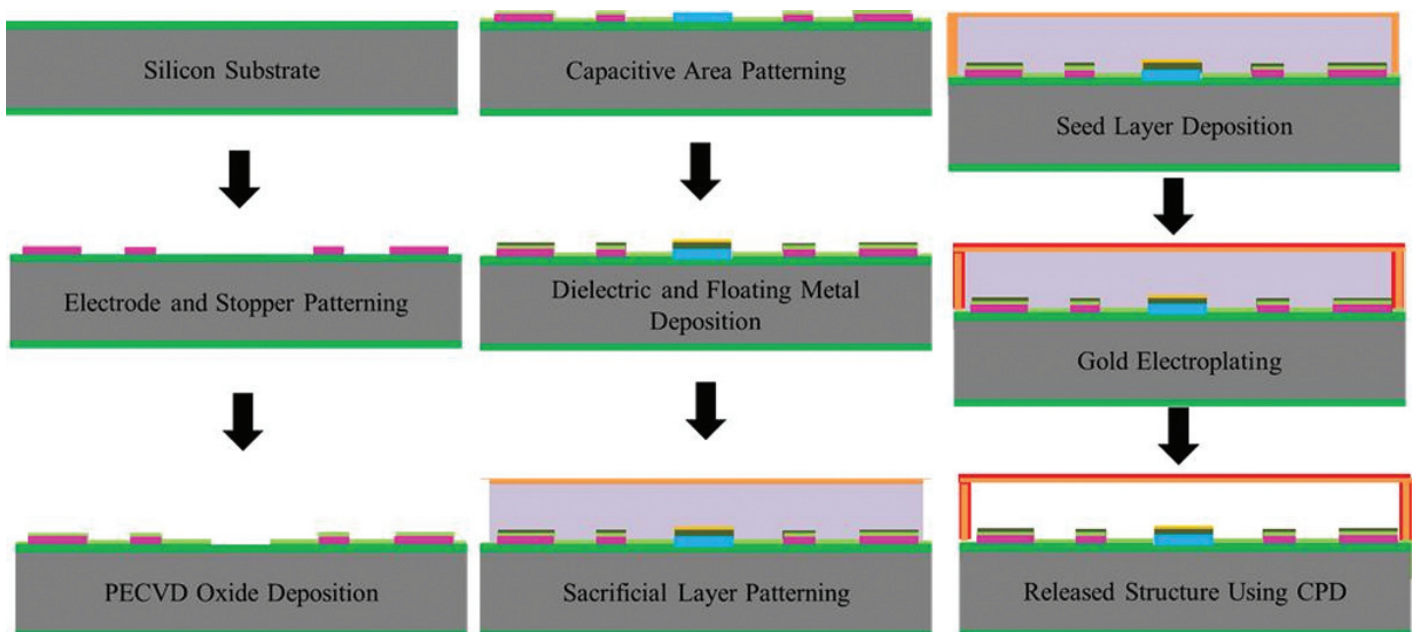 Silicon Substrate
Electrode and Stopper Patterning
PECVD Oxide Deposition
Capacitive Area Patterning
Dielectric and Floating Metal
Deposition
Sacrificial Layer Patterning
Seed Layer Deposition
Gold Electroplating
Released Structure Using CPD